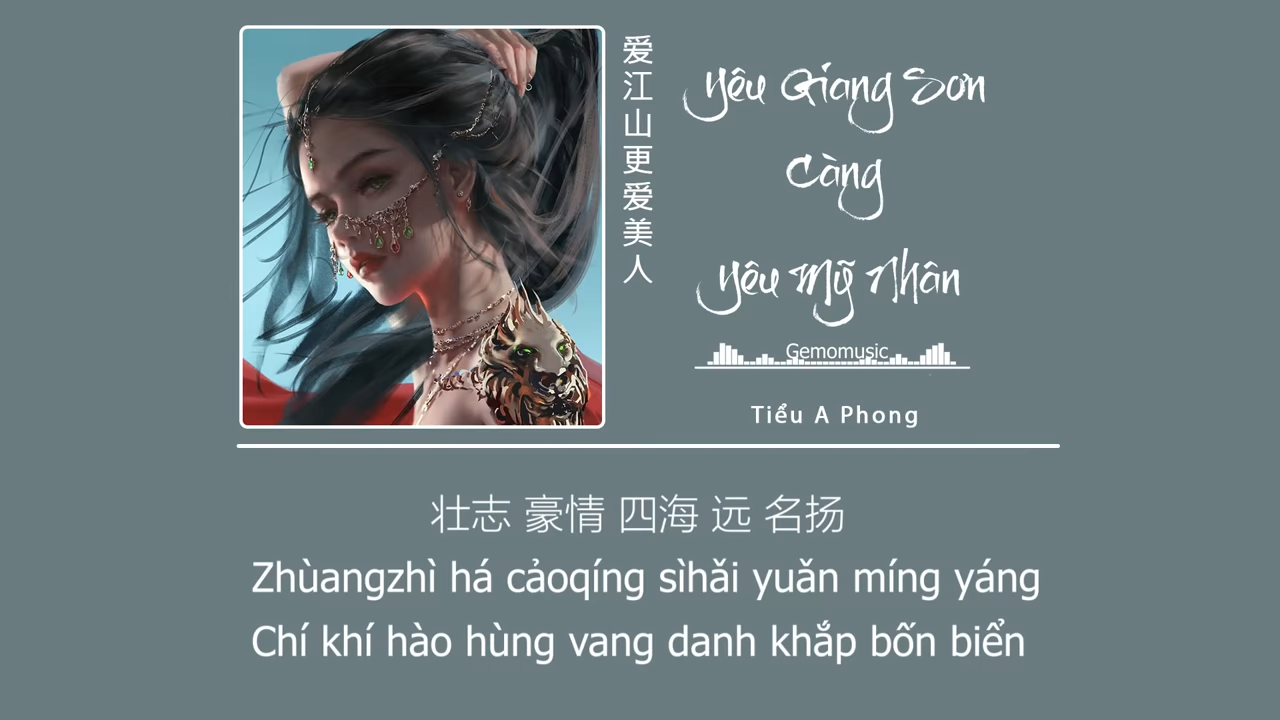 爱江山更爱美人
Yêu Giang Sơn
Càng
Yêu Mỹ Nhân
Gemomusic
Tiểu A Phong
壮志 豪情 四海 远 名扬
Zhùangzhì há cảoqíng sìhǎi yuǎn míng yáng
Chí khí hào hùng vang danh khắp bốn biển